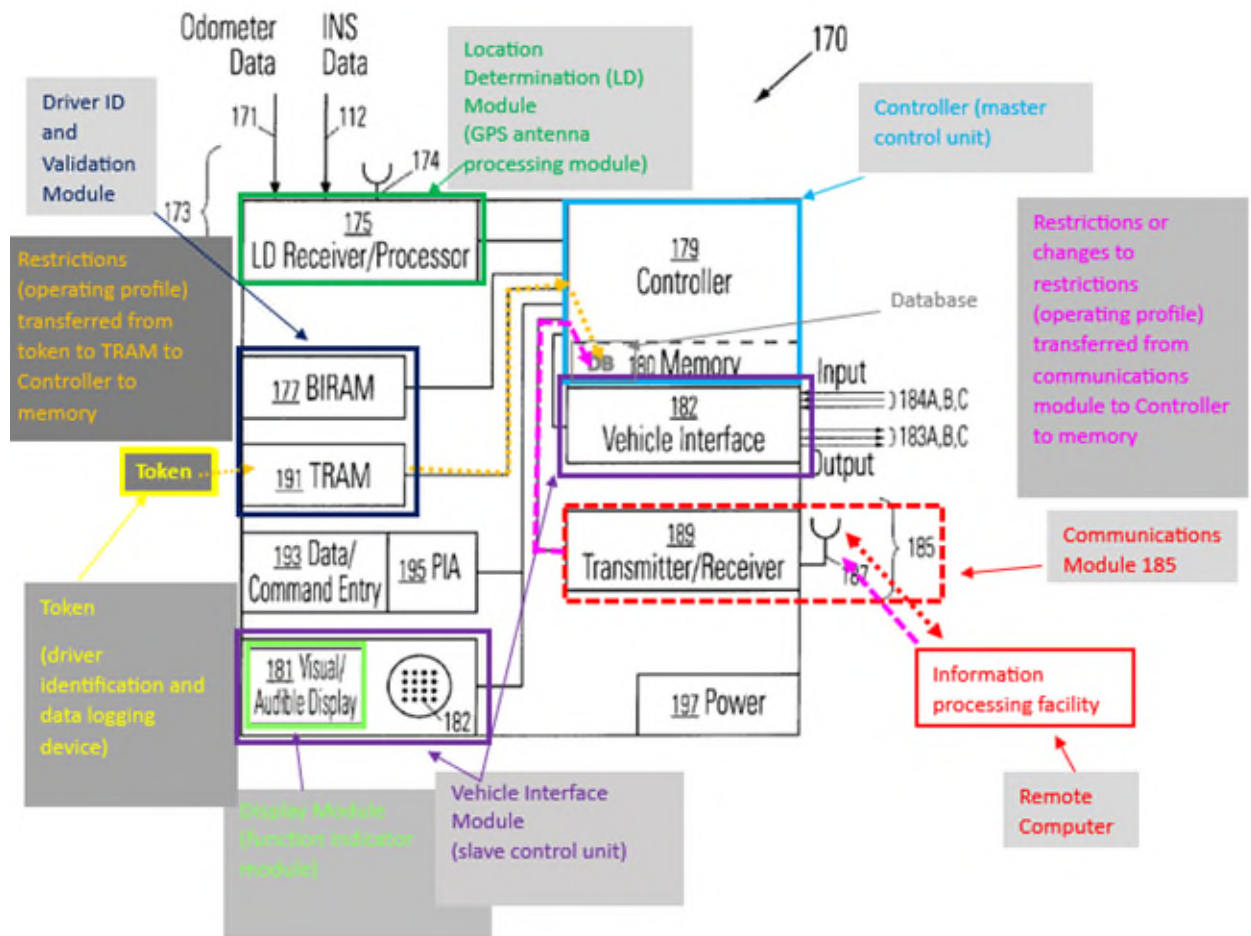 Odometer
Data
INS
Data
171
112
174
170
173
Location
Determination (LD)
Module
(GPS antenna
processing module)
Controller (master
control unit)
Driver ID
and
Validation
Module
Restrictions
(operating profile)
transferred from
token to TRAM to
Controller to
memory
175
LD Receiver/Processor
179
Controller
Database
DB
180 Memory
Restrictions or
changes to
restrictions
(operating profile)
transferred from
communications
module to Controller
to memory
177 BIRAM
182
Vehicle Interface
Input
184A,B,C
183A,B,C
Output
Token
191 TRAM
193 Data/
Command Entry
195 PIA
189
Transmitter/Receiver
187
185
Communications
Module 185
Token
(driver
identification and
data logging
device)
181 Visual/
Audible Display
182
197 Power
Information
processing facility
Display Module
(function indicator
module)
Vehicle Interface
Module
(slave control unit)
Remote
Computer